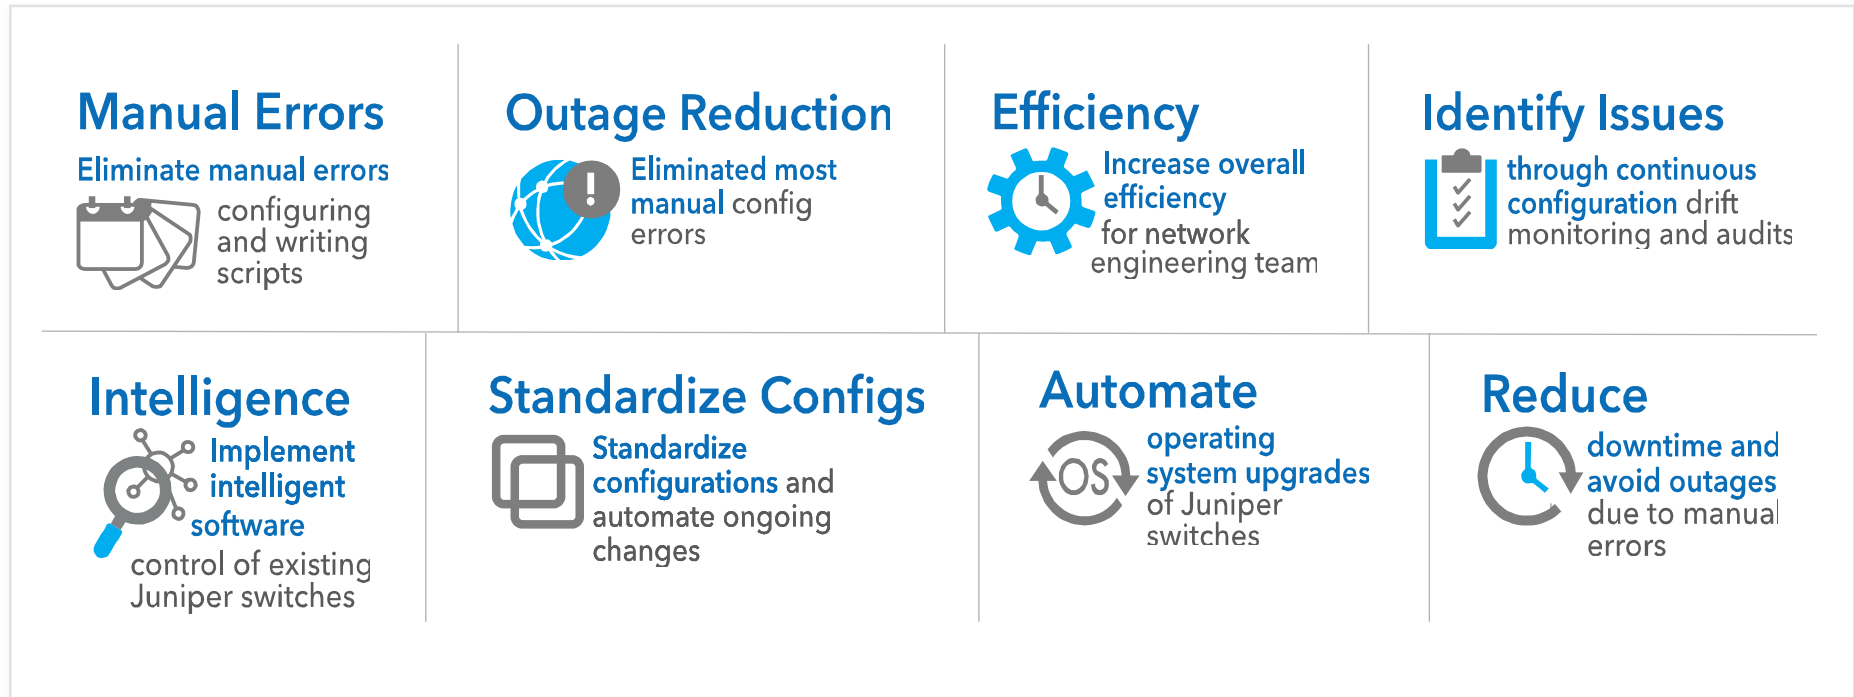 Manual Errors
Eliminate manual errors
configuring
and writing
scripts
Outage Reduction
!
Eliminated most
manual config
errors
Efficiency
Increase overall
efficiency
for network
engineering team
Identify Issues
through continuous
configuration drift
monitoring and audits
Intelligence
Implement
intelligent
software
control of existing
Juniper switches
Standardize Configs
Standardize
configurations and
automate ongoing
changes
Automate
OS
operating
system upgrades
of Juniper
switches
Reduce
downtime and
avoid outages
due to manual
errors